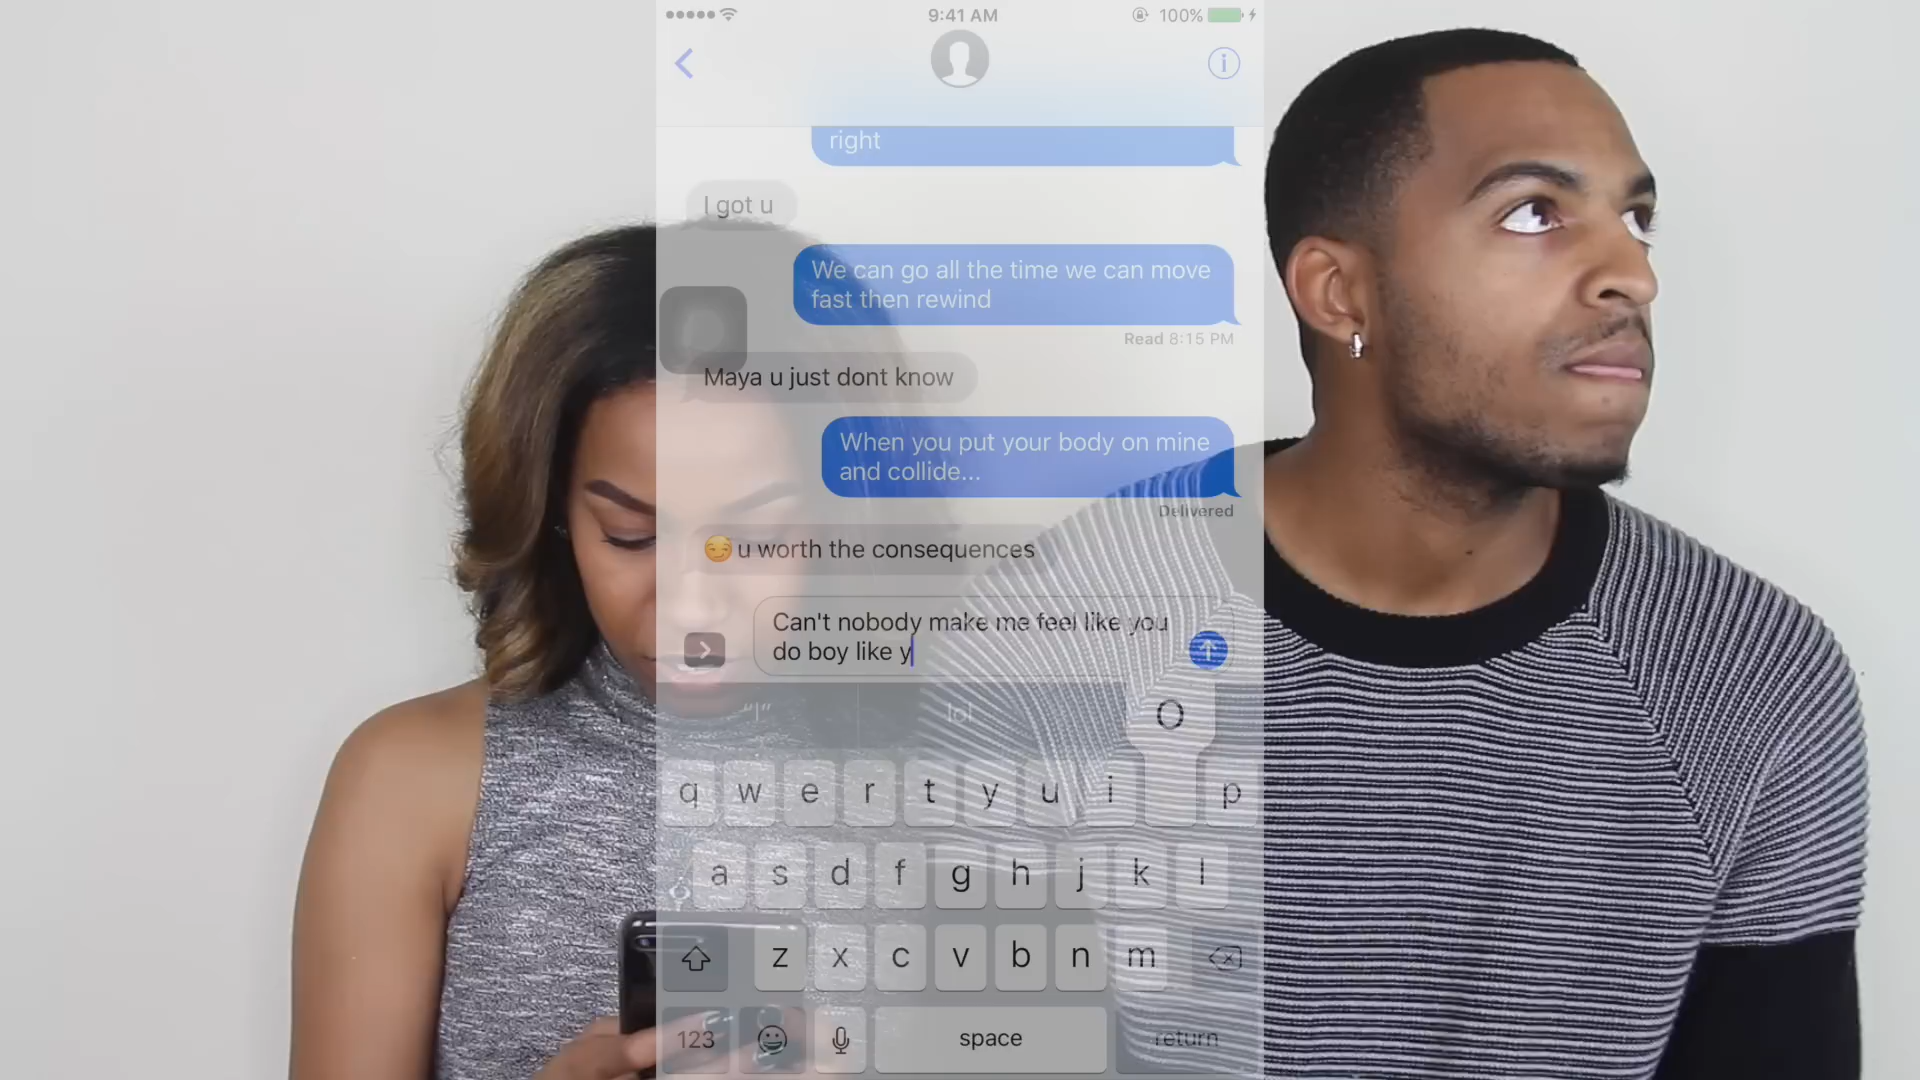 9:41 AM
100%
right
I got u
We can go all the time we can move
fast then rewind
Read 8:15 PM
Maya u just dont know
When you put your body on mine
and collide...
Delivered
😏 u worth the consequences
Can't nobody make me feel like you
do boy like y
"I" lol
O
q w e r t y u i p
a s d f g h j k l
z x c v b n m
123 space return